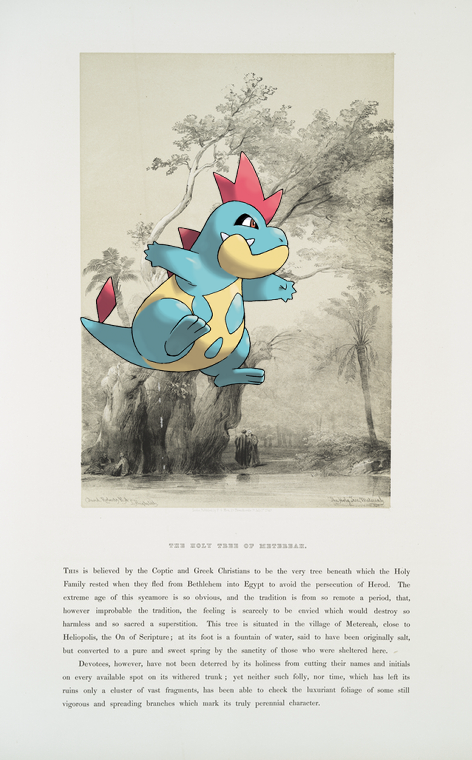 THE HOLY TREE OF METEREAH.
This is believed by the Coptic and Greek Christians to be the very tree beneath which the Holy
Family rested when they fled from Bethlehem into Egypt to avoid the persecution of Herod. The
extreme age of this sycamore is so obvious, and the tradition is from so remote a period, that,
however improbable the tradition, the feeling is scarcely to be envied which would destroy so
harmless and so sacred a superstition. This tree is situated in the village of Metereah, close to
Heliopolis, the On of Scripture; at its foot is a fountain of water, said to have been originally salt,
but converted to a pure and sweet spring by the sanctity of those who were sheltered here.
Devotees, however, have not been deterred by its holiness from cutting their names and initials
on every available spot on its withered trunk; yet neither such folly, nor time, which has left its
ruins only a cluster of vast fragments, has been able to check the luxuriant foliage of some still
vigorous and spreading branches which mark its truly perennial character.